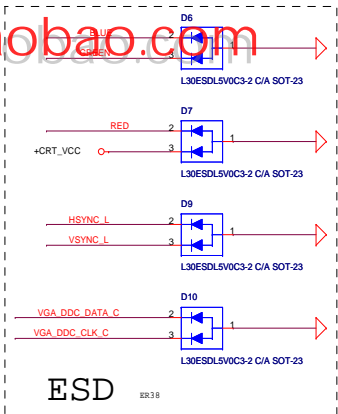 D6
BLUE 2
obao.com
1
GREEN 3
L30ESDL5V0C3-2 C/A SOT-23
D7
RED 2
1
+CRT_VCC 3
L30ESDL5V0C3-2 C/A SOT-23
D9
HSYNC_L 2
1
VSYNC_L 3
L30ESDL5V0C3-2 C/A SOT-23
D10
VGA_DDC_DATA_C 2
1
VGA_DDC_CLK_C 3
L30ESDL5V0C3-2 C/A SOT-23
ESD ER38